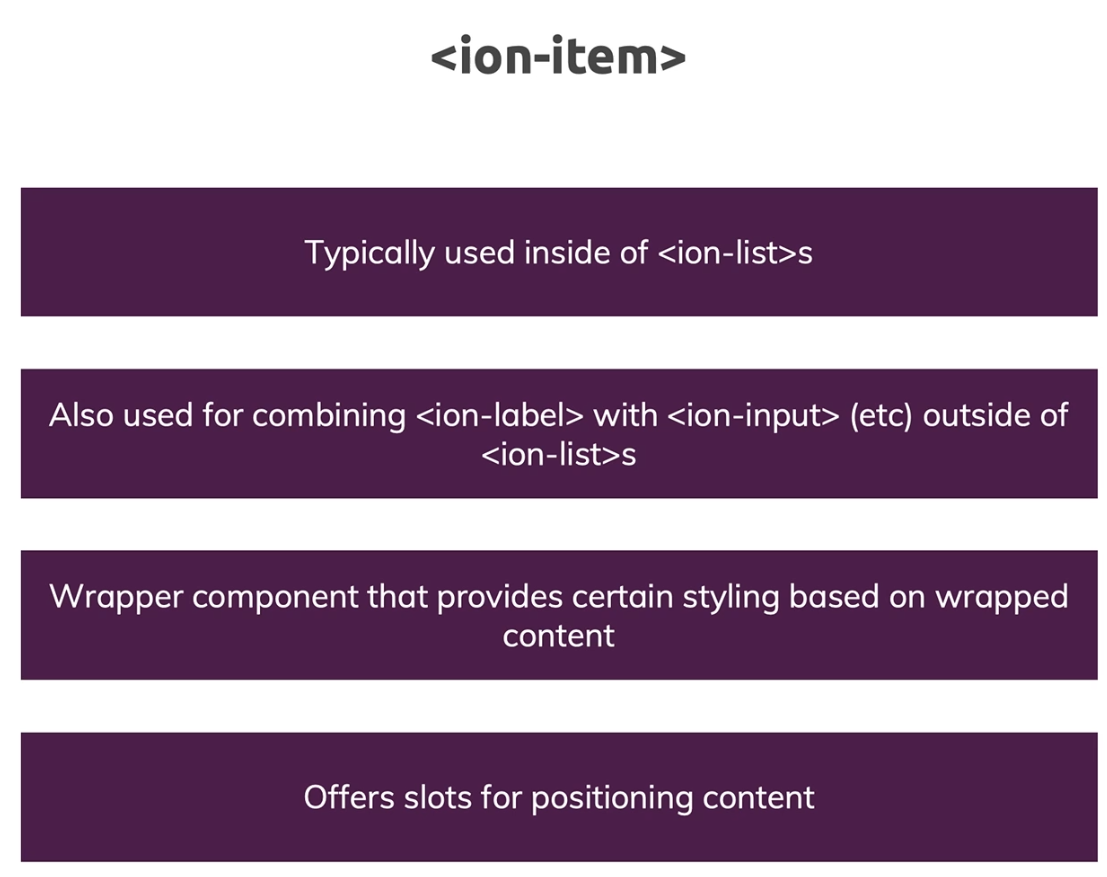 <ion-item>
Typically used inside of <ion-list>s
Also used for combining <ion-label> with <ion-input> (etc) outside of
<ion-list>s
Wrapper component that provides certain styling based on wrapped
content
Offers slots for positioning content